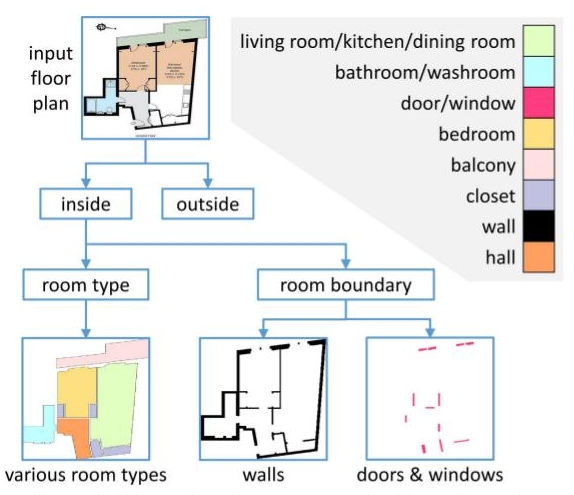 input
floor
plan
living room/kitchen/dining room
bathroom/washroom
door/window
bedroom
balcony
closet
wall
hall
inside
outside
room type
room boundary
various room types
walls
doors & windows